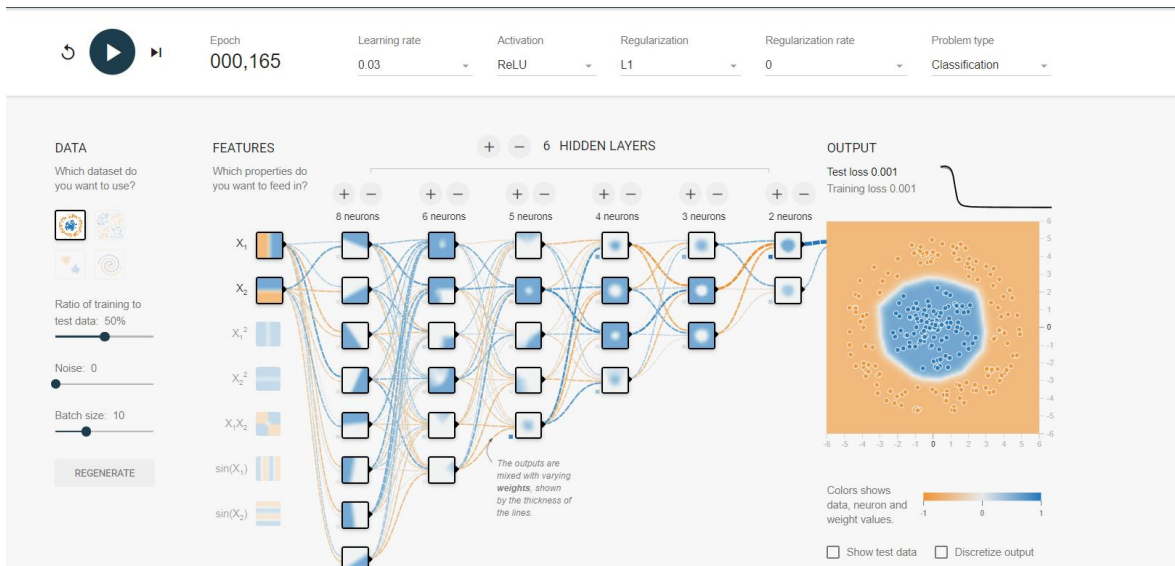 Epoch
000,165
Learning rate
0.03
Activation
ReLU
Regularization
L1
Regularization rate
0
Problem type
Classification
DATA
Which dataset do
you want to use?
Ratio of training to
test data: 50%
Noise: 0
Batch size: 10
REGENERATE
FEATURES
Which properties do
you want to feed in?
X₁
X₂
X₁²
X₂²
X₁X₂
sin(X₁)
sin(X₂)
+ − 6 HIDDEN LAYERS
+ −
8 neurons
+ −
6 neurons
+ −
5 neurons
+ −
4 neurons
+ −
3 neurons
+ −
2 neurons
The outputs are
mixed with varying
weights, shown
by the thickness of
the lines.
OUTPUT
Test loss 0.001
Training loss 0.001
6
5
4
3
2
1
0
-1
-2
-3
-4
-5
-6
-6 -5 -4 -3 -2 -1 0 1 2 3 4 5 6
Colors shows
data, neuron and
weight values.
-1 0 1
Show test data Discretize output